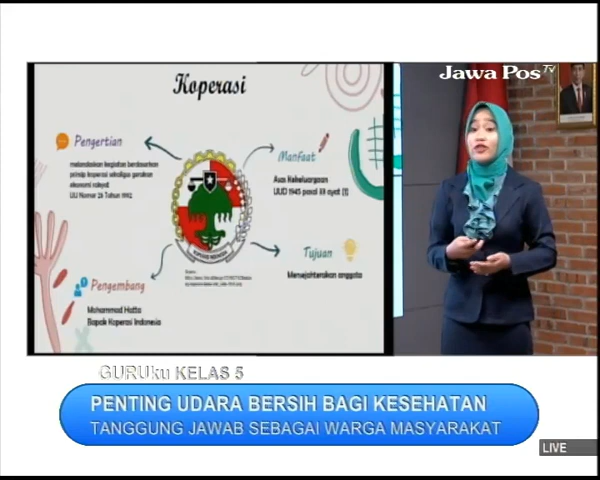 Jawa Pos TV
Koperasi
Pengertian
melandaskan kegiatan berdasarkan
prinsip koperasi sekaligus gerakan
ekonomi rakyat
UU Nomor 25 Tahun 1992
Manfaat
Asas Kekeluargaan
UUD 1945 pasal 33 ayat (1)
Tujuan
Mensejahterakan anggota
Pengembang
Mohammad Hatta
Bapak Koperasi Indonesia
GURUku KELAS 5
PENTING UDARA BERSIH BAGI KESEHATAN
TANGGUNG JAWAB SEBAGAI WARGA MASYARAKAT
LIVE